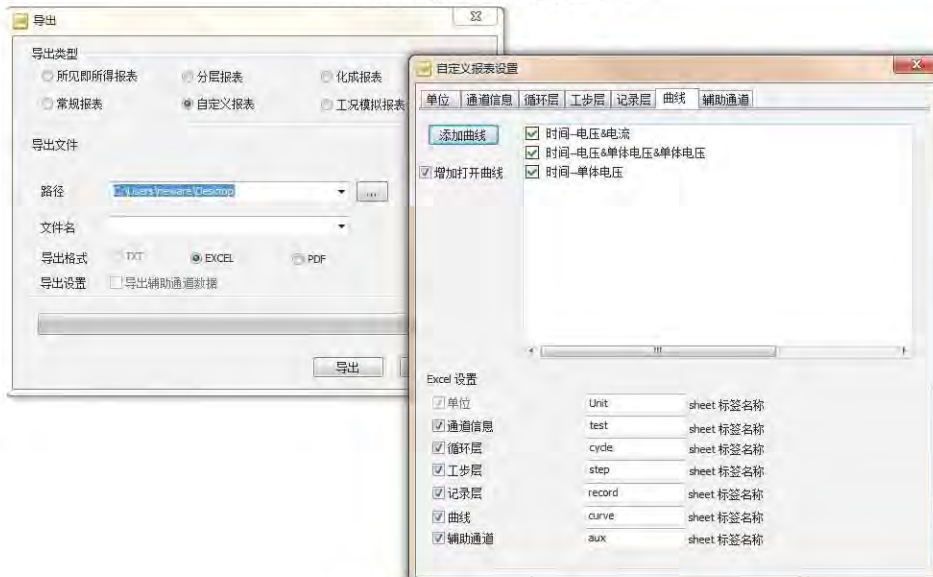 导出
导出类型
所见即所得报表 分层报表 化成报表
常规报表 自定义报表 工况模拟报表
导出文件
路径 C:\Users\neware\Desktop ...
文件名
导出格式 TXT EXCEL PDF
导出设置 导出辅助通道数据
导出
自定义报表设置
单位 通道信息 循环层 工步层 记录层 曲线 辅助通道
添加曲线
增加打开曲线
时间--电压&电流
时间--电压&单体电压&单体电压
时间--单体电压
Excel 设置
单位 Unit sheet 标签名称
通道信息 test sheet 标签名称
循环层 cycle sheet 标签名称
工步层 step sheet 标签名称
记录层 record sheet 标签名称
曲线 curve sheet 标签名称
辅助通道 aux sheet 标签名称